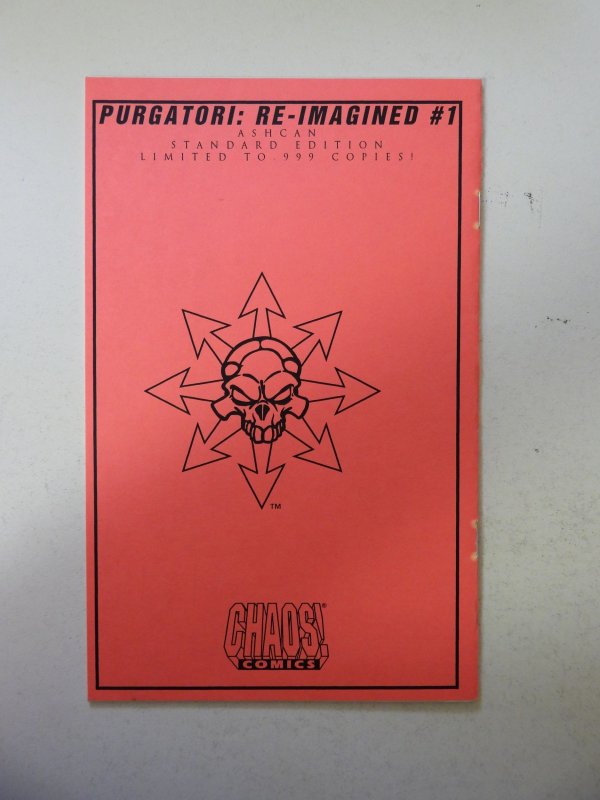 PURGATORI: RE-IMAGINED #1
ASHCAN
STANDARD EDITION
LIMITED TO 999 COPIES!
TM
CHAOS!®
COMICS